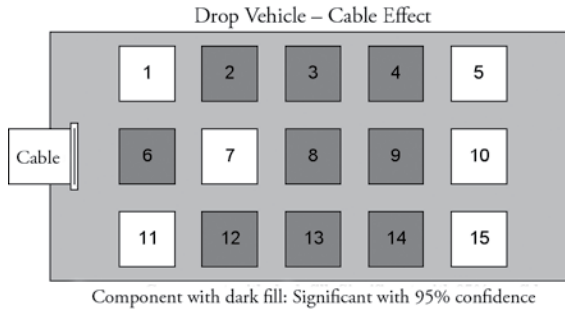 Drop Vehicle – Cable Effect
1 2 3 4 5
Cable 6 7 8 9 10
11 12 13 14 15
Component with dark fill: Significant with 95% confidence